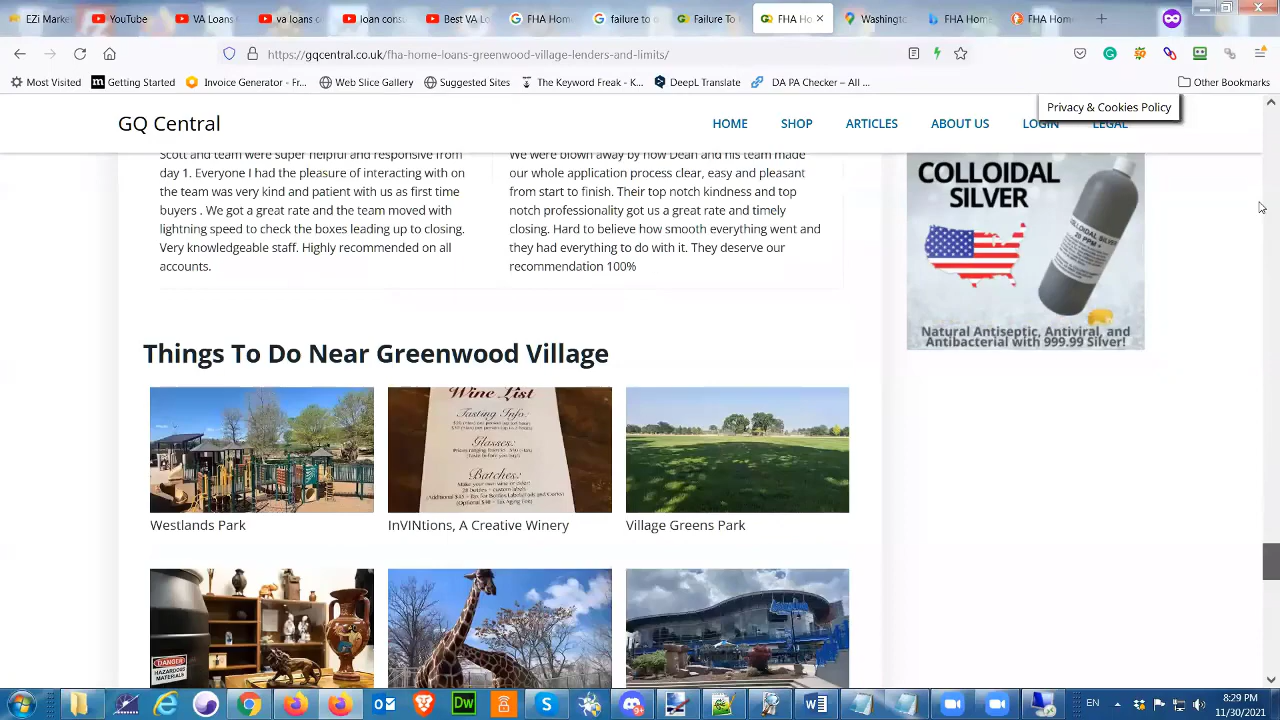 EZi Market
YouTube
VA Loans
va loans o
loan cons
Best VA Lo
FHA Home
failure to d
Failure To
FHA Ho
Washingto
FHA Home
FHA Home
https://gqcentral.co.uk/fha-home-loans-greenwood-village-lenders-and-limits/
Most Visited
Getting Started
Invoice Generator - Fr...
Web Slice Gallery
Suggested Sites
The Keyword Freak - K...
DeepL Translate
DA PA Checker – All ...
Other Bookmarks
Privacy & Cookies Policy
GQ Central
HOME
SHOP
ARTICLES
ABOUT US
LOGIN
LEGAL
Scott and team were super helpful and responsive from
day 1. Everyone I had the pleasure of interacting with on
the team was very kind and patient with us as first time
buyers . We got a great rate and the team moved with
lightning speed to check the boxes leading up to closing.
Very knowledgeable staff. Highly recommended on all
accounts.
We were blown away by how Dean and his team made
our whole application process clear, easy and pleasant
from start to finish. Their top notch kindness and top
notch professionality got us a great rate and timely
closing. Hard to believe how smooth everything went and
they had everything to do with it. They deserve our
recommendation 100%
COLLOIDAL
SILVER
COLLOIDAL SILVER
20 PPM
Natural Antiseptic, Antiviral, and
Antibacterial with 999.99 Silver!
Things To Do Near Greenwood Village
Wine List
Tasting Info:
Glasses:
Batches:
Westlands Park
InVINtions, A Creative Winery
Village Greens Park
DANGER
HAZARDOUS
MATERIALS
EN
8:29 PM
11/30/2021